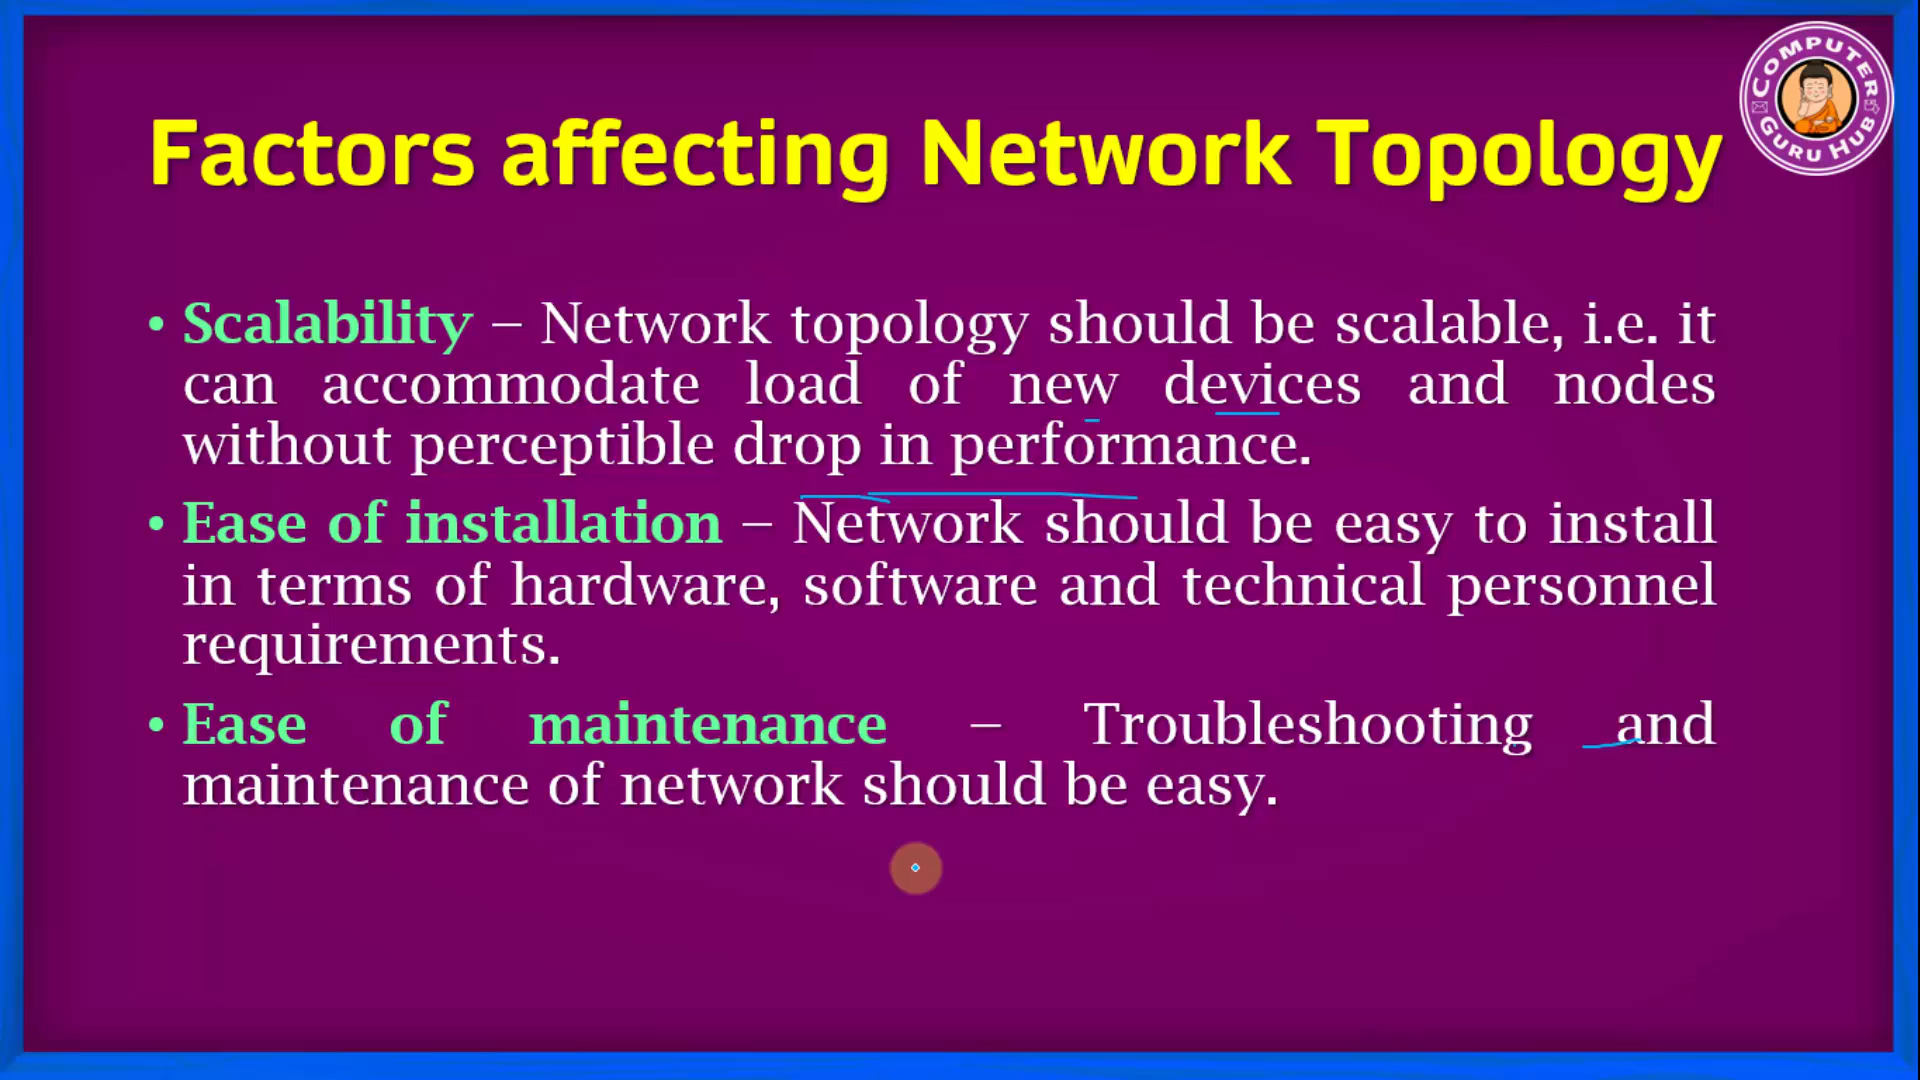 COMPUTER
GURU HUB
Factors affecting Network Topology
• Scalability – Network topology should be scalable, i.e. it
can accommodate load of new devices and nodes
without perceptible drop in performance.
• Ease of installation – Network should be easy to install
in terms of hardware, software and technical personnel
requirements.
• Ease of maintenance – Troubleshooting and
maintenance of network should be easy.